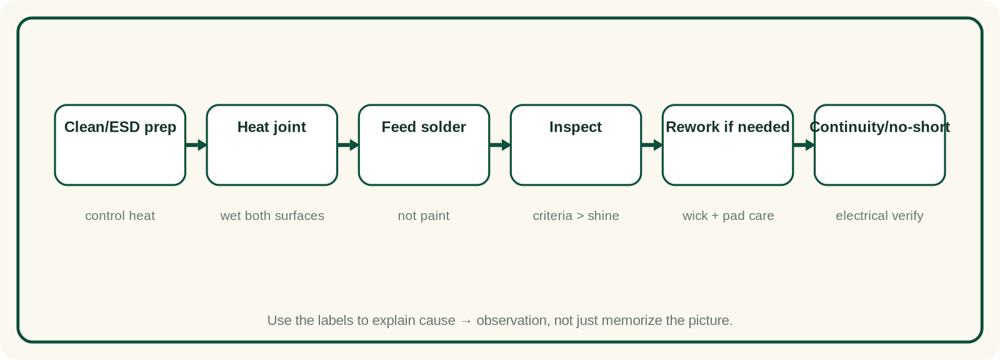 Clean/ESD prep
Heat joint
Feed solder
Inspect
Rework if needed
Continuity/no-short
control heat
wet both surfaces
not paint
criteria > shine
wick + pad care
electrical verify
Use the labels to explain cause → observation, not just memorize the picture.